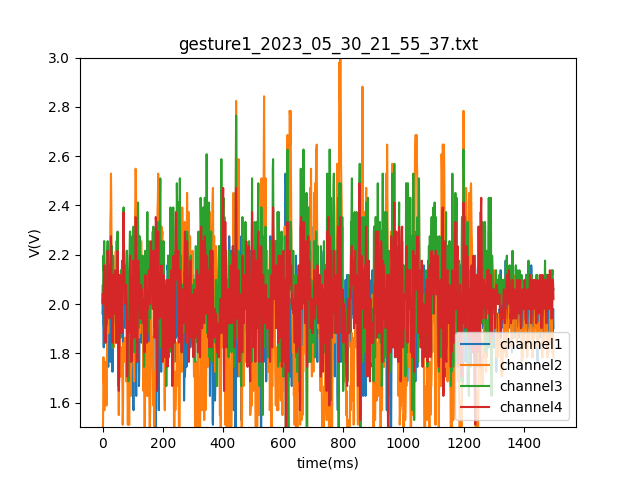 gesture1_2023_05_30_21_55_37.txt
3.0
2.8
2.6
2.4
2.2
2.0
1.8
1.6
V(V)
0 200 400 600 800 1000 1200 1400
time(ms)
channel1
channel2
channel3
channel4